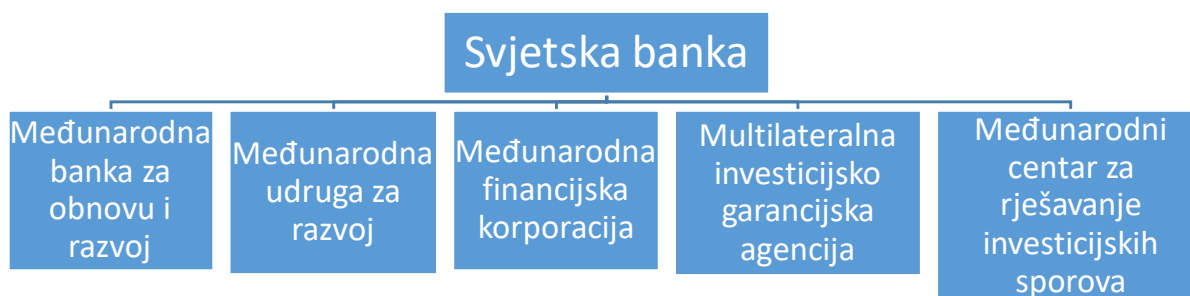 Svjetska banka
Međunarodna
banka za
obnovu i
razvoj
Međunarodna
udruga za
razvoj
Međunarodna
financijska
korporacija
Multilateralna
investicijsko
garancijska
agencija
Međunarodni
centar za
rješavanje
investicijskih
sporova